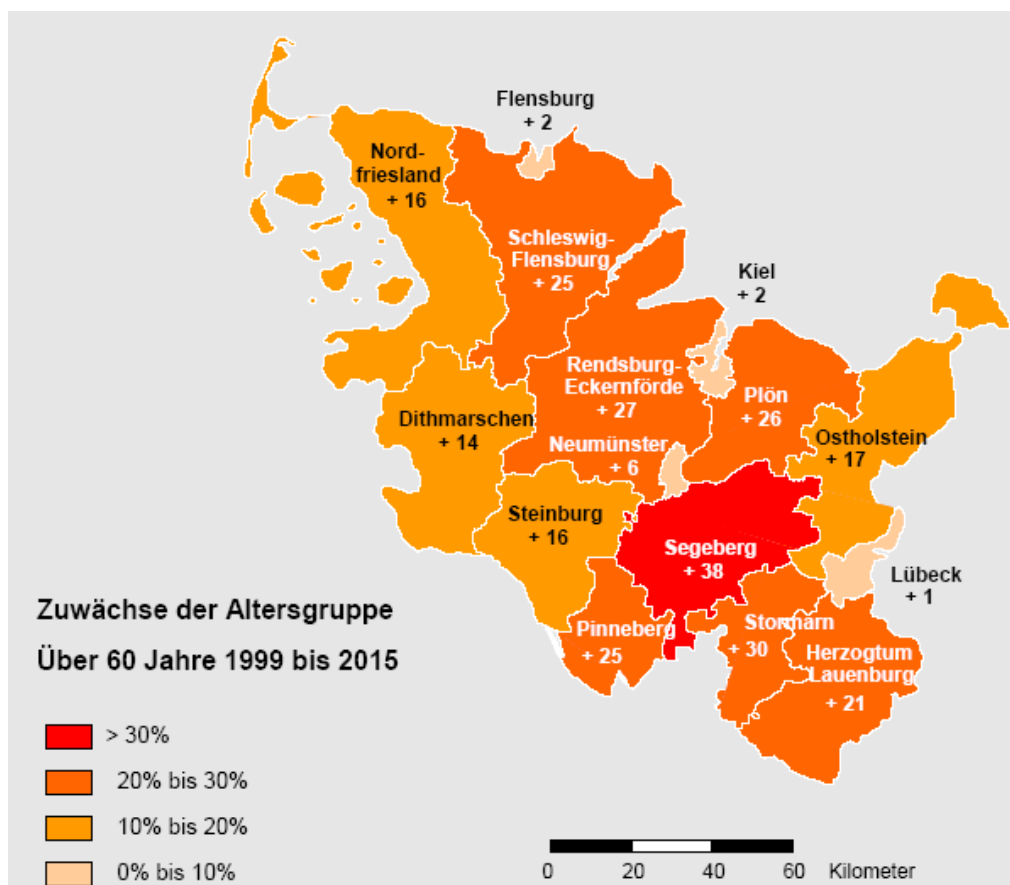 Flensburg
+ 2
Nord-
friesland
+ 16
Schleswig-
Flensburg
+ 25
Kiel
+ 2
Rendsburg-
Eckernförde
+ 27
Plön
+ 26
Dithmarschen
+ 14
Neumünster
+ 6
Ostholstein
+ 17
Steinburg
+ 16
Segeberg
+ 38
Lübeck
+ 1
Pinneberg
+ 25
Stormarn
+ 30
Herzogtum
Lauenburg
+ 21
Zuwächse der Altersgruppe
Über 60 Jahre 1999 bis 2015
> 30%
20% bis 30%
10% bis 20%
0% bis 10%
0 20 40 60 Kilometer